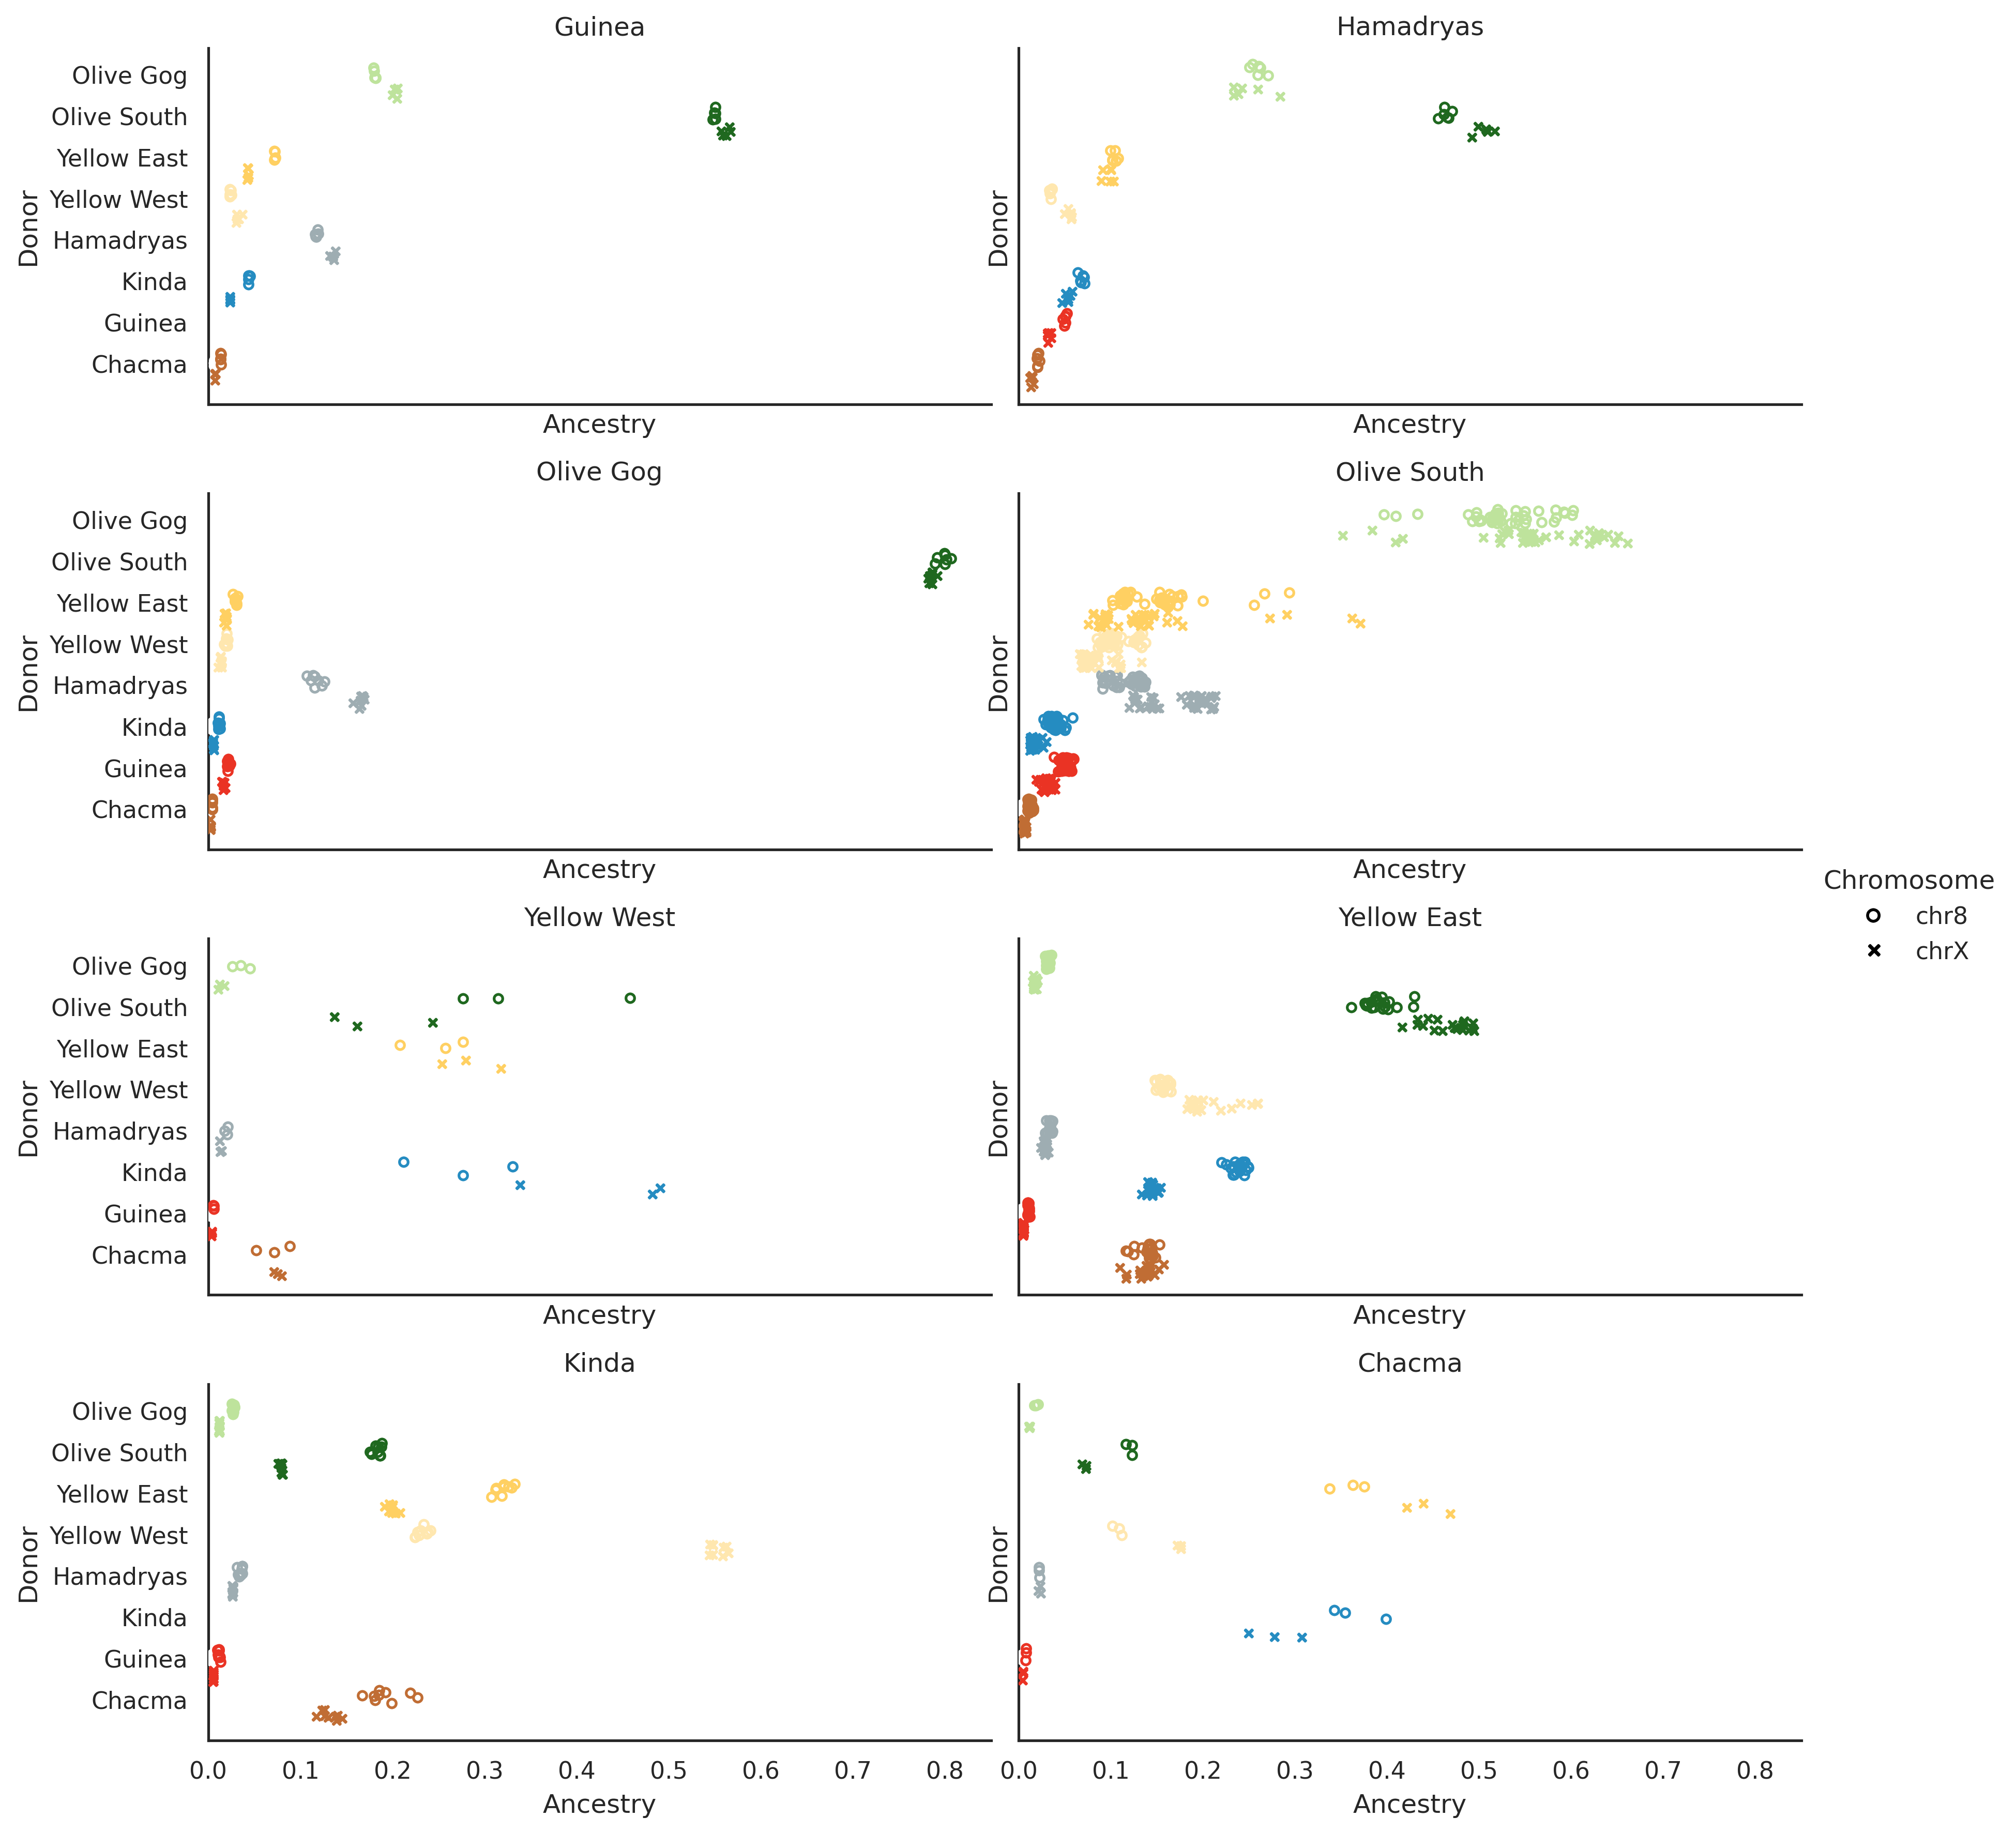 Guinea
Hamadryas
Olive Gog
Olive South
Yellow East
Yellow West
Hamadryas
Kinda
Guinea
Chacma
Donor
Donor
Ancestry
Ancestry
Olive Gog
Olive South
Olive Gog
Olive South
Yellow East
Yellow West
Hamadryas
Kinda
Guinea
Chacma
Donor
Donor
Ancestry
Ancestry
Chromosome
chr8
chrX
Yellow West
Yellow East
Olive Gog
Olive South
Yellow East
Yellow West
Hamadryas
Kinda
Guinea
Chacma
Donor
Donor
Ancestry
Ancestry
Kinda
Chacma
Olive Gog
Olive South
Yellow East
Yellow West
Hamadryas
Kinda
Guinea
Chacma
Donor
Donor
0.0 0.1 0.2 0.3 0.4 0.5 0.6 0.7 0.8
0.0 0.1 0.2 0.3 0.4 0.5 0.6 0.7 0.8
Ancestry
Ancestry